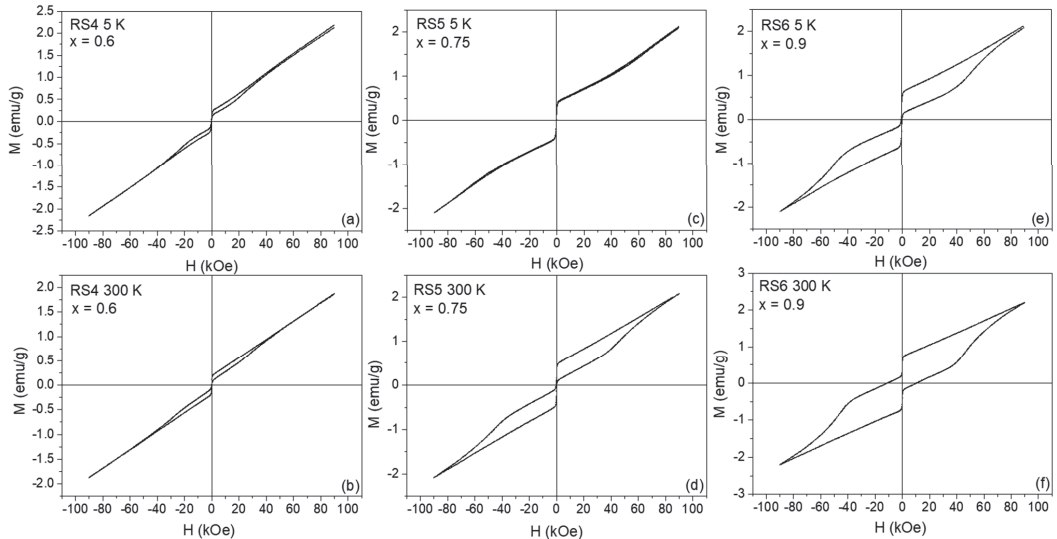 RS4 5 K
x = 0.6
2.5
2.0
1.5
1.0
0.5
0.0
0.5
-1.0
-1.5
2.0
2.5
M (emu/g)
-100 -80 -60 -40 -20 0 20 40 60 80 100
H (kOe)
(a)
RS5 5 K
x = 0.75
2
1
0
-1
-2
M (emu/g)
-100 -80 -60 -40 -20 0 20 40 60 80 100
H (kOe)
(c)
RS6 5 K
x = 0.9
2
1
0
-1
-2
M (emu/g)
-100 -80 -60 -40 -20 0 20 40 60 80 100
H (kOe)
(e)
RS4 300 K
x = 0.6
2.0
1.5
1.0
0.5
0.0
-0.5
-1.0
-1.5
2.0
M (emu/g)
-100 -80 -60 -40 -20 0 20 40 60 80 100
H (kOe)
(b)
RS5 300 K
x = 0.75
2
1
0
-1
-2
M (emu/g)
-100 -80 -60 -40 -20 0 20 40 60 80 100
H (kOe)
(d)
RS6 300 K
x = 0.9
3
2
1
0
-1
-2
-3
M (emu/g)
-100 -80 -60 -40 -20 0 20 40 60 80 100
H (kOe)
(f)